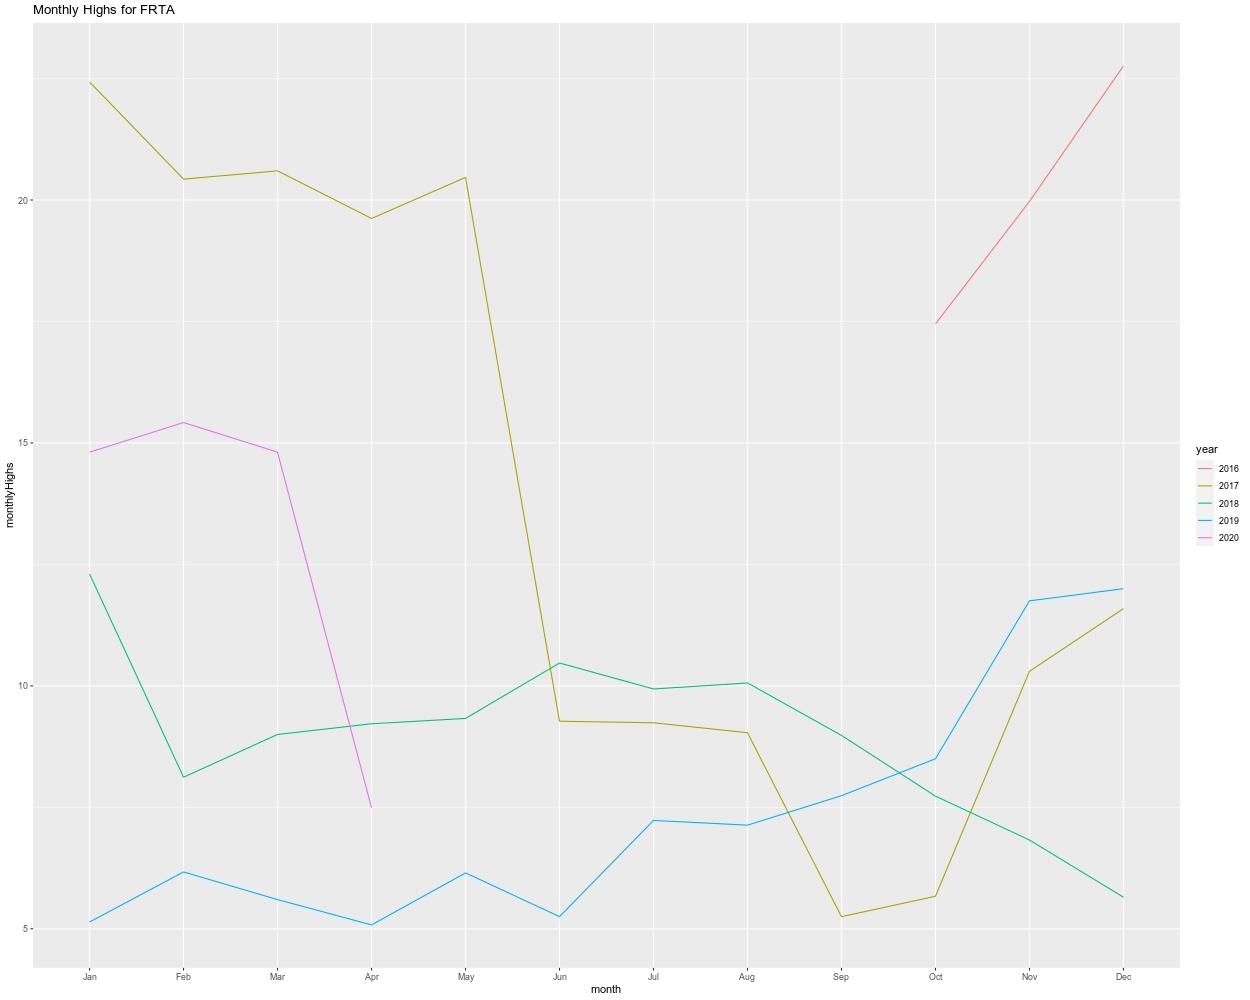 Monthly Highs for FRTA
monthlyHighs
20
15
10
5
Jan Feb Mar Apr May Jun Jul Aug Sep Oct Nov Dec
month
year
2016
2017
2018
2019
2020